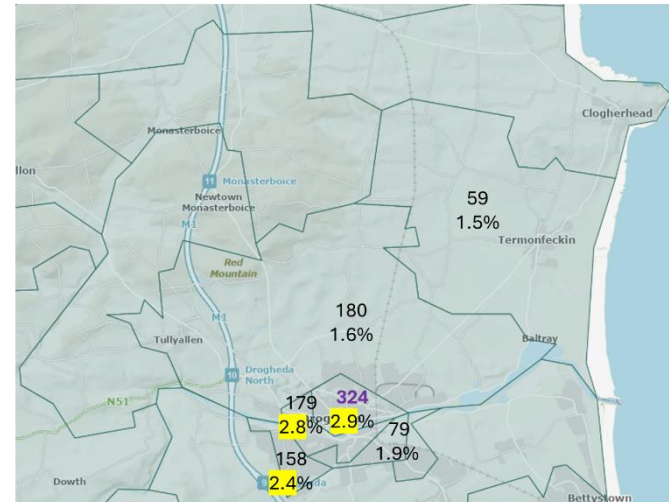 Clogherhead
Monasterboice
llon
11 Monasterboice
Newtown
Monasterboice
59
1.5%
M1
Termonfeckin
Red
Mountain
180
1.6%
M1
Tullyallen
Baltray
10
Drogheda
North
N51
179
324
2.8%
2.9%
79
1.9%
158
9
2.4%
Dowth
Bettystown